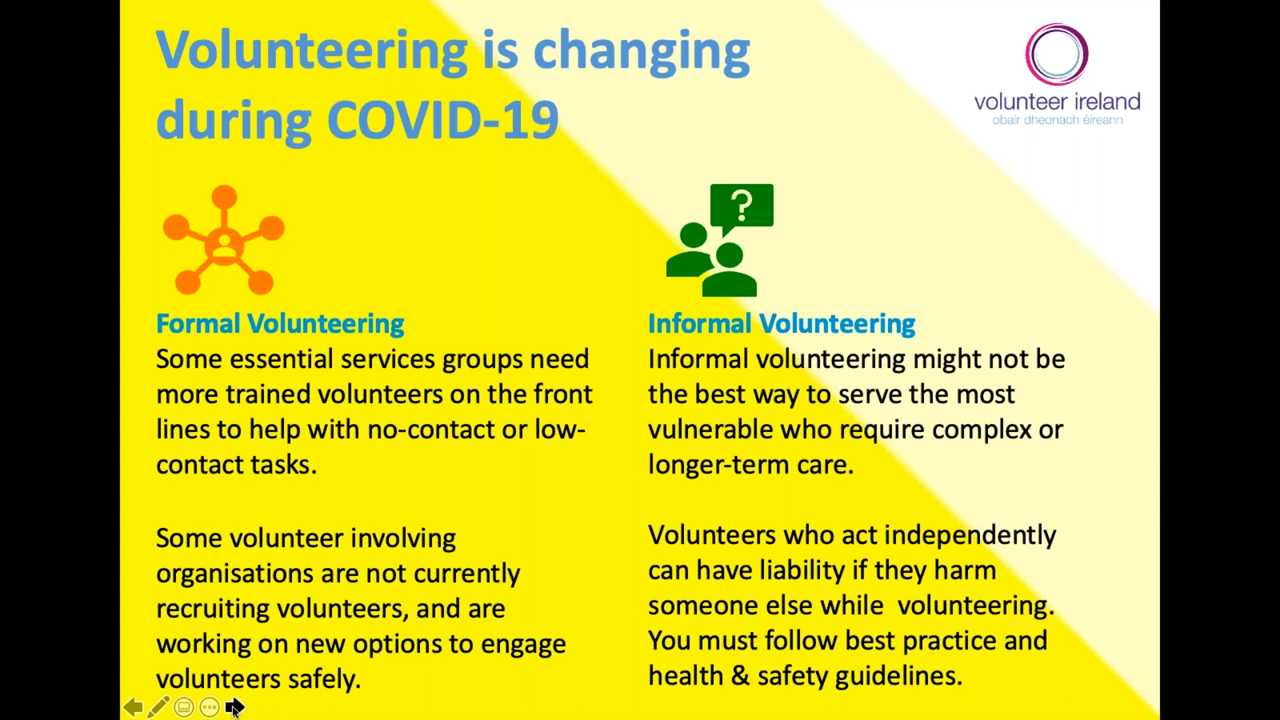 Volunteering is changing
during COVID-19
volunteer ireland
obair dheonach éireann
?
Formal Volunteering
Some essential services groups need
more trained volunteers on the front
lines to help with no-contact or low-
contact tasks.
Some volunteer involving
organisations are not currently
recruiting volunteers, and are
working on new options to engage
volunteers safely.
Informal Volunteering
Informal volunteering might not be
the best way to serve the most
vulnerable who require complex or
longer-term care.
Volunteers who act independently
can have liability if they harm
someone else while  volunteering.
You must follow best practice and
health & safety guidelines.